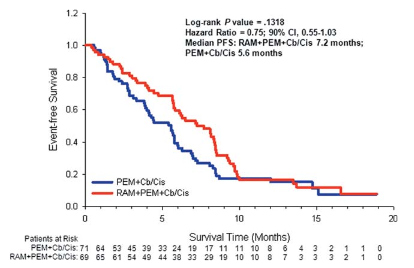 Log-rank P value = .1318
Hazard Ratio = 0.75; 90% CI, 0.55-1.03
Median PFS: RAM+PEM+Cb/Cis 7.2 months;
PEM+Cb/Cis 5.6 months
Event-free Survival
1.2
1.0
0.8
0.6
0.4
0.2
0.0
PEM+Cb/Cis
RAM+PEM+Cb/Cis
0 5 10 15 20
Survival Time (Months)
Patients at Risk
PEM+Cb/Cis: 71 64 53 45 39 33 24 19 17 11 11 10 8 6 4 3 2 1 1 0
RAM+PEM+Cb/Cis: 69 65 61 54 49 44 38 33 29 19 10 10 8 7 3 3 3 2 1 0